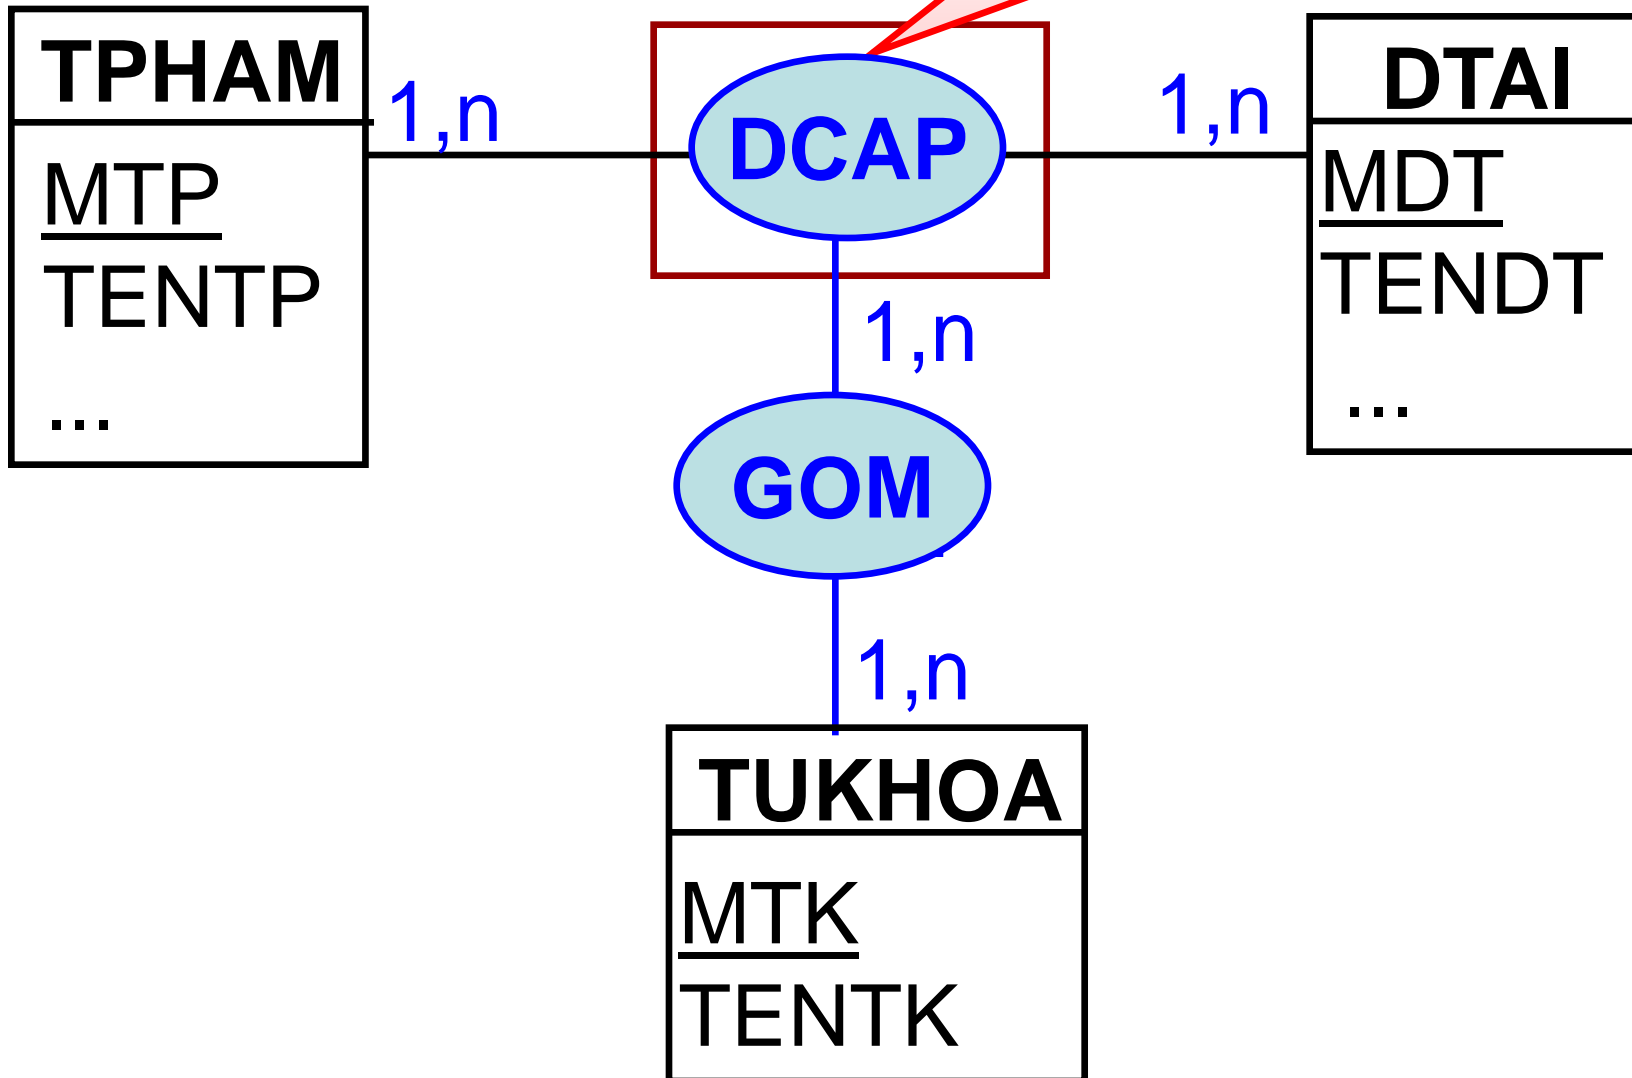 TPHAM
MTP
TENTP
...
1,n
DCAP
1,n
DTAI
MDT
TENDT
...
1,n
GOM
1,n
TUKHOA
MTK
TENTK